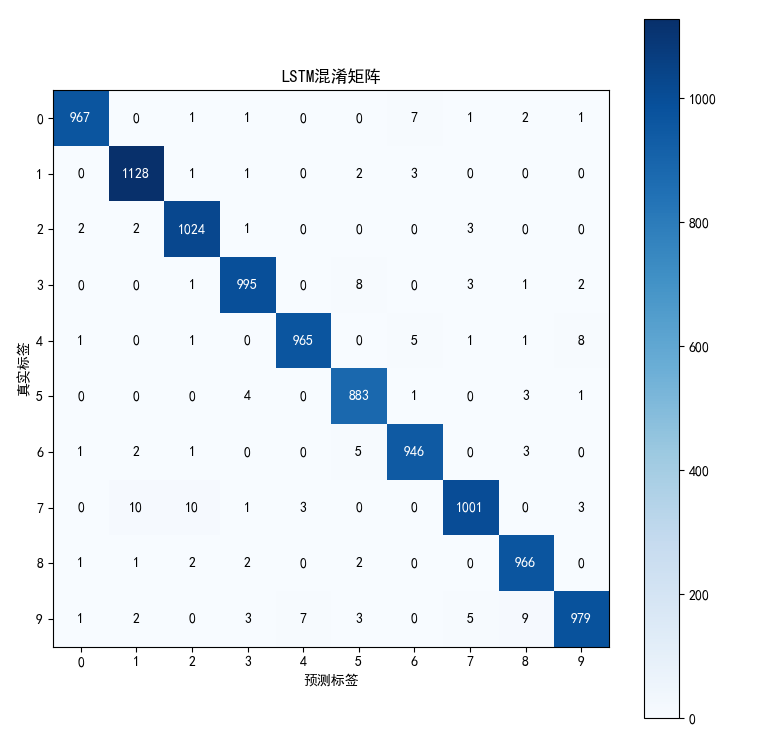 LSTM混淆矩阵
真实标签
0 967 0 1 1 0 0 7 1 2 1
1 0 1128 1 1 0 2 3 0 0 0
2 2 2 1024 1 0 0 0 3 0 0
3 0 0 1 995 0 8 0 3 1 2
4 1 0 1 0 965 0 5 1 1 8
5 0 0 0 4 0 883 1 0 3 1
6 1 2 1 0 0 5 946 0 3 0
7 0 10 10 1 3 0 0 1001 0 3
8 1 1 2 2 0 2 0 0 966 0
9 1 2 0 3 7 3 0 5 9 979
0 1 2 3 4 5 6 7 8 9
预测标签
1000
800
600
400
200
0